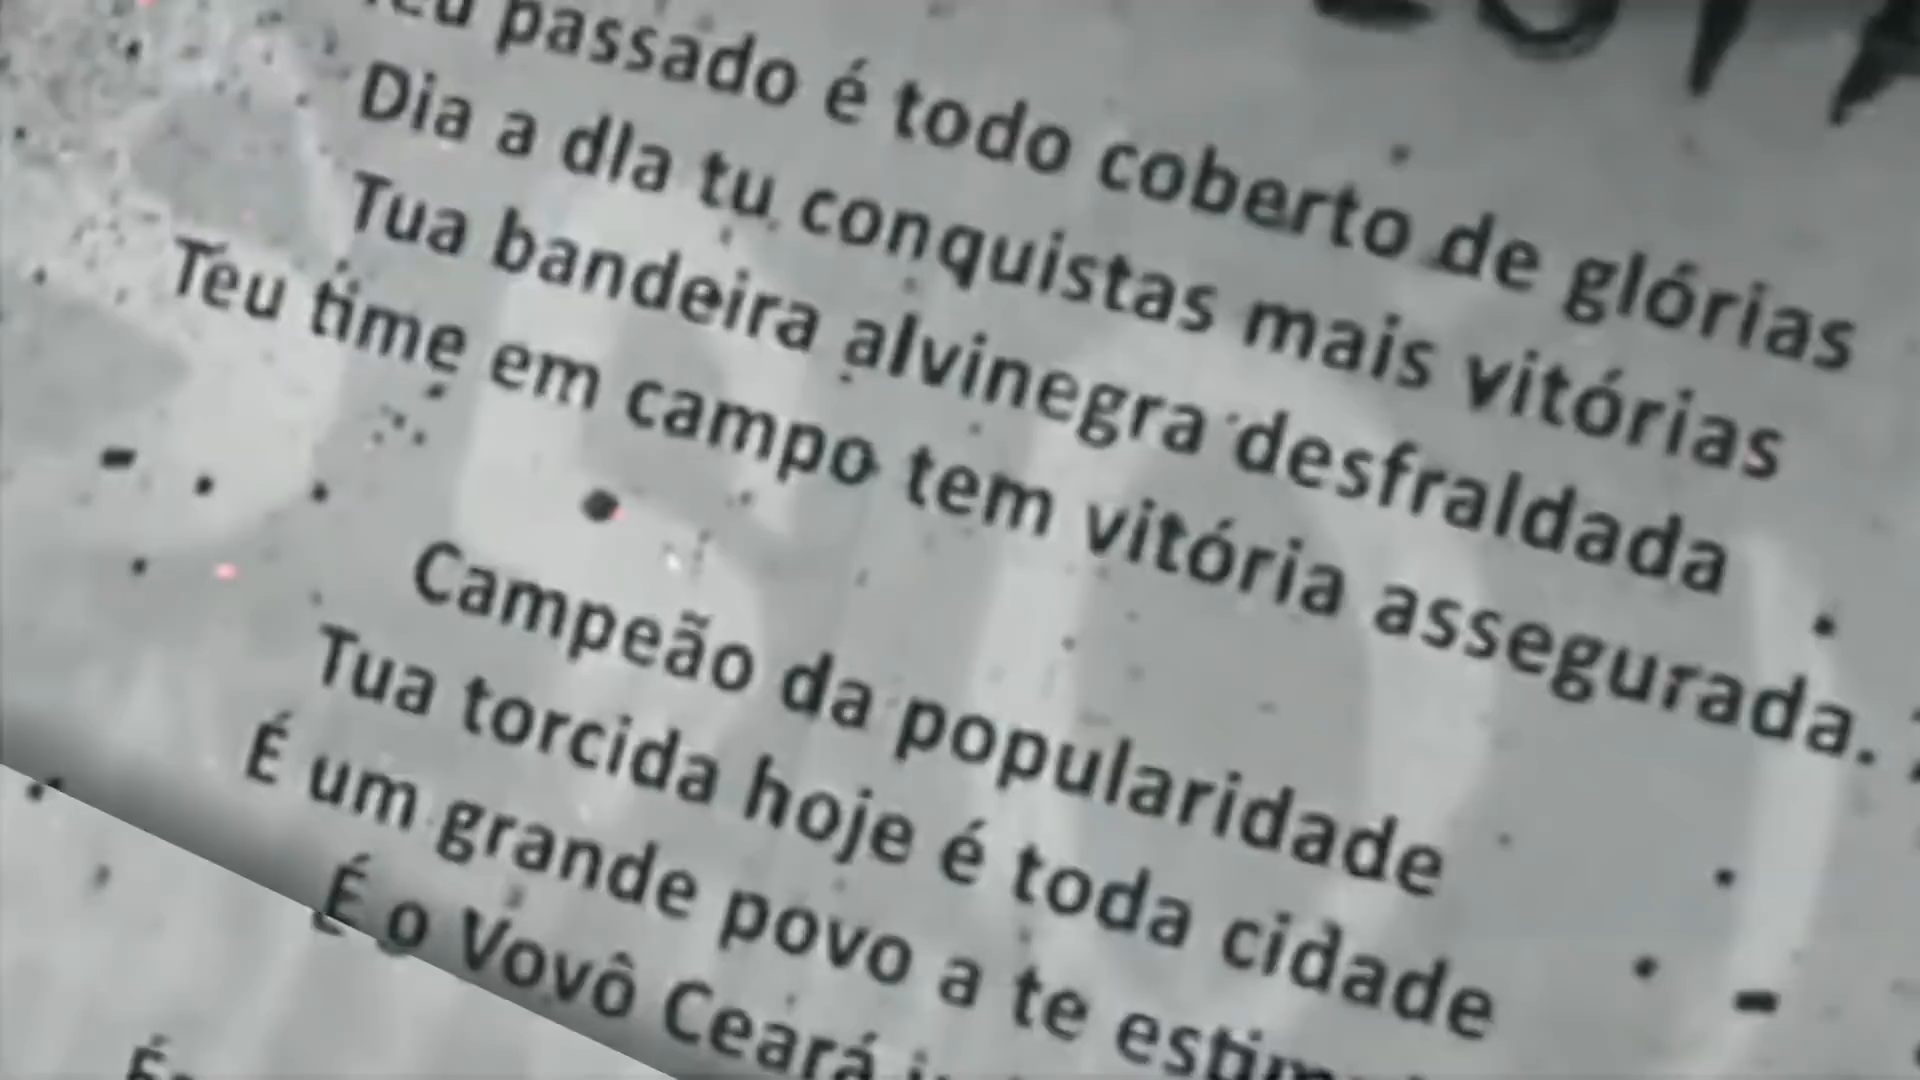 passado é todo coberto de glórias
Dia a dIa tu conquistas mais vitórias
Tua bandeira alvinegra desfraldada
Teu time em campo tem vitória assegurada.
Campeão da popularidade
Tua torcida hoje é toda cidade
É um grande povo a te
É o Vovô Ceará